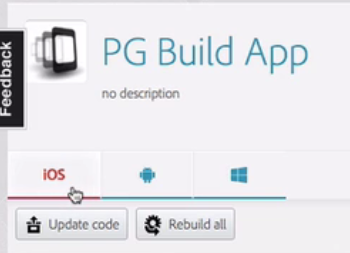 Feedback
PG Build App
no description
iOS
Update code
Rebuild all